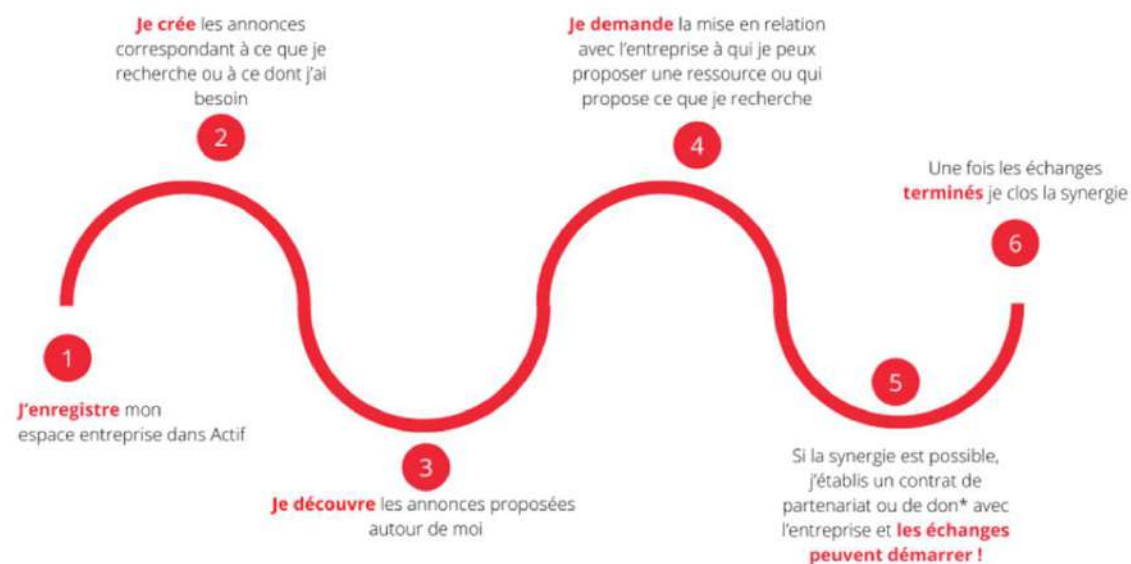 1
J'enregistre mon
espace entreprise dans Actif
Je crée les annonces
correspondant à ce que je
recherche ou à ce dont j'ai
besoin
2
3
Je découvre les annonces proposées
autour de moi
Je demande la mise en relation
avec l'entreprise à qui je peux
proposer une ressource ou qui
propose ce que je recherche
4
5
Si la synergie est possible,
j'établis un contrat de
partenariat ou de don* avec
l'entreprise et les échanges
peuvent démarrer !
Une fois les échanges
terminés je clos la synergie
6